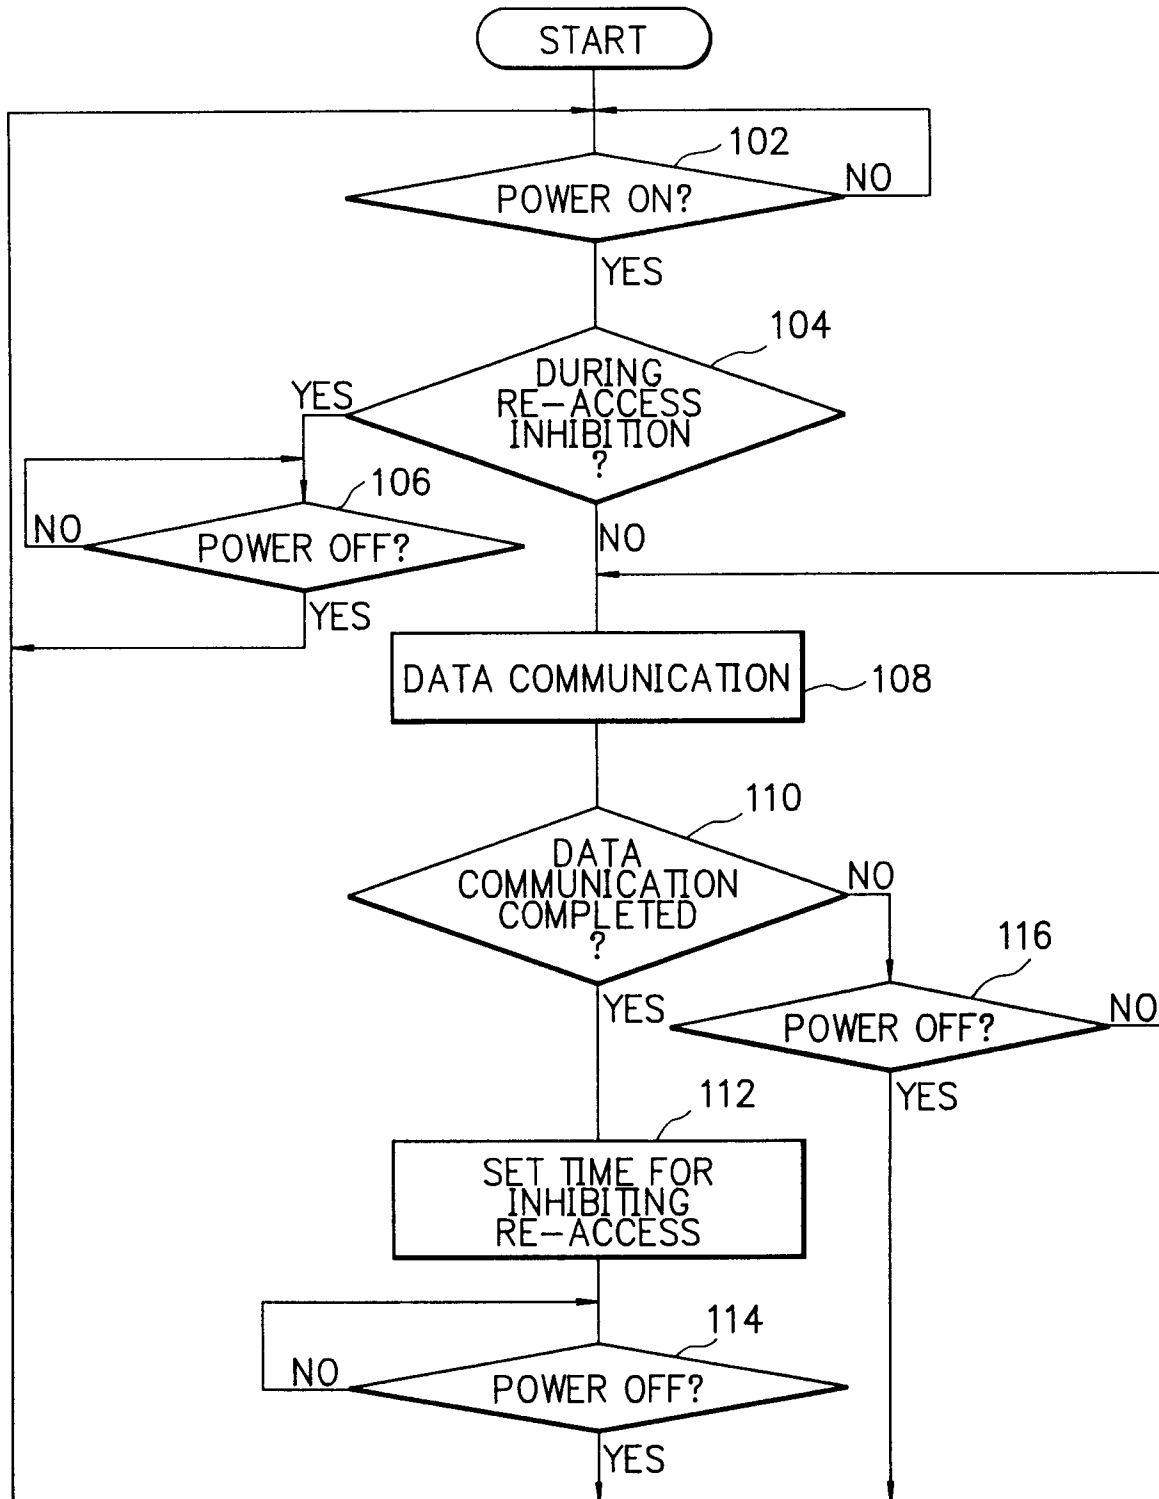 START
102
POWER ON?
NO
YES
104
DURING
RE-ACCESS
INHIBITION
?
YES
106
NO
POWER OFF?
NO
YES
DATA COMMUNICATION
108
110
DATA
COMMUNICATION
COMPLETED
?
NO
116
YES
POWER OFF?
NO
YES
112
SET TIME FOR
INHIBITING
RE-ACCESS
114
NO
POWER OFF?
YES